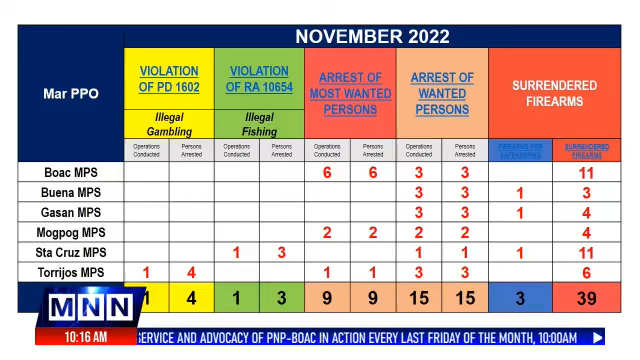 NOVEMBER 2022
Mar PPO
VIOLATION OF PD 1602
VIOLATION OF RA 10654
ARREST OF MOST WANTED PERSONS
ARREST OF WANTED PERSONS
SURRENDERED FIREARMS
Illegal Gambling
Illegal Fishing
Operations Conducted Persons Arrested Operations Conducted Persons Arrested Operations Conducted Persons Arrested Operations Conducted Persons Arrested FIREARMS FOR SAFEKEEPING SURRENDERED FIREARMS
Boac MPS 6 6 3 3 11
Buena MPS 3 3 1 3
Gasan MPS 3 3 1 4
Mogpog MPS 2 2 2 2 4
Sta Cruz MPS 1 3 1 1 1 11
Torrijos MPS 1 4 1 1 3 3 6
1 4 1 3 9 9 15 15 3 39
MNN
10:16 AM
SERVICE AND ADVOCACY OF PNP-BOAC IN ACTION EVERY LAST FRIDAY OF THE MONTH, 10:00AM